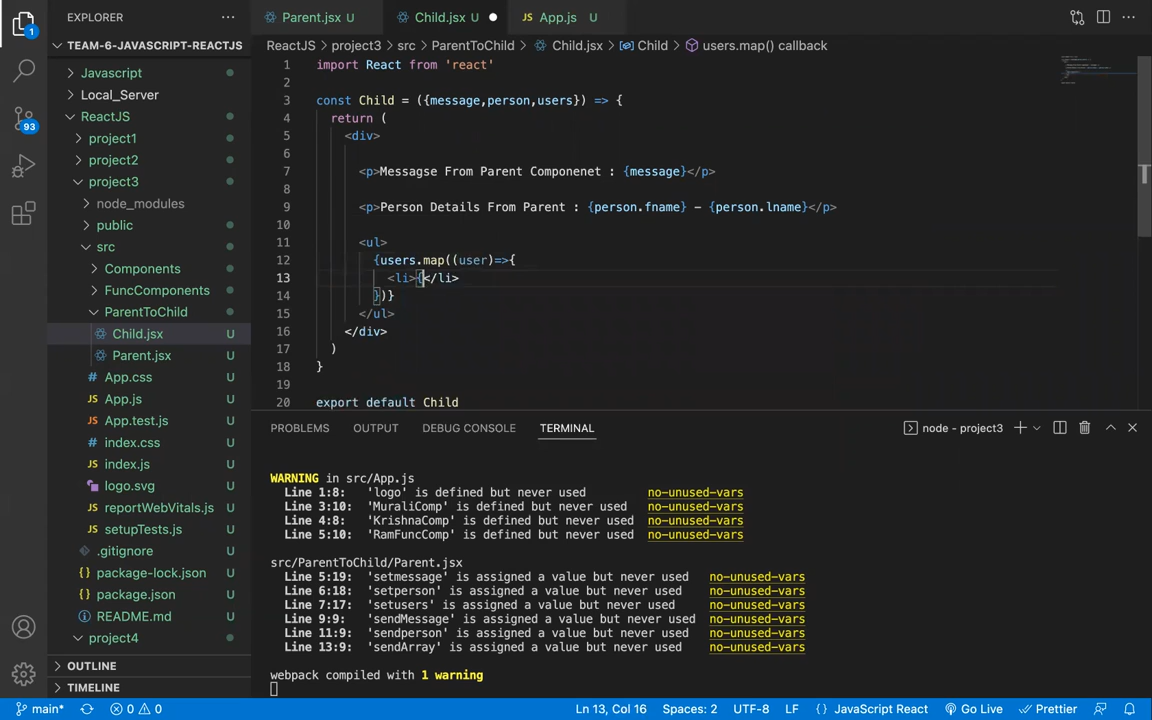 EXPLORER
Parent.jsx U
Child.jsx U
App.js U
TEAM-6-JAVASCRIPT-REACTJS
ReactJS > project3 > src > ParentToChild > Child.jsx > Child > users.map() callback
Javascript
Local_Server
ReactJS
project1
project2
project3
node_modules
public
src
Components
FuncComponents
ParentToChild
Child.jsx U
Parent.jsx U
App.css U
App.js U
App.test.js U
index.css U
index.js U
logo.svg U
reportWebVitals.js U
setupTests.js U
.gitignore U
package-lock.json U
package.json U
README.md U
project4
OUTLINE
TIMELINE
1
93
1 import React from 'react'
2
3 const Child = ({message,person,users}) => {
4 return (
5 <div>
6
7 <p>Messagse From Parent Componenet : {message}</p>
8
9 <p>Person Details From Parent : {person.fname} - {person.lname}</p>
10
11 <ul>
12 {users.map((user)=>{
13 <li>{</li>
14 })}
15 </ul>
16 </div>
17 )
18 }
19
20 export default Child
PROBLEMS OUTPUT DEBUG CONSOLE TERMINAL
node - project3
WARNING in src/App.js
Line 1:8: 'logo' is defined but never used no-unused-vars
Line 3:10: 'MuraliComp' is defined but never used no-unused-vars
Line 4:8: 'KrishnaComp' is defined but never used no-unused-vars
Line 5:10: 'RamFuncComp' is defined but never used no-unused-vars
src/ParentToChild/Parent.jsx
Line 5:19: 'setmessage' is assigned a value but never used no-unused-vars
Line 6:18: 'setperson' is assigned a value but never used no-unused-vars
Line 7:17: 'setusers' is assigned a value but never used no-unused-vars
Line 9:9: 'sendMessage' is assigned a value but never used no-unused-vars
Line 11:9: 'sendperson' is assigned a value but never used no-unused-vars
Line 13:9: 'sendArray' is assigned a value but never used no-unused-vars
webpack compiled with 1 warning
main* 0 0 Ln 13, Col 16 Spaces: 2 UTF-8 LF {} JavaScript React Go Live Prettier